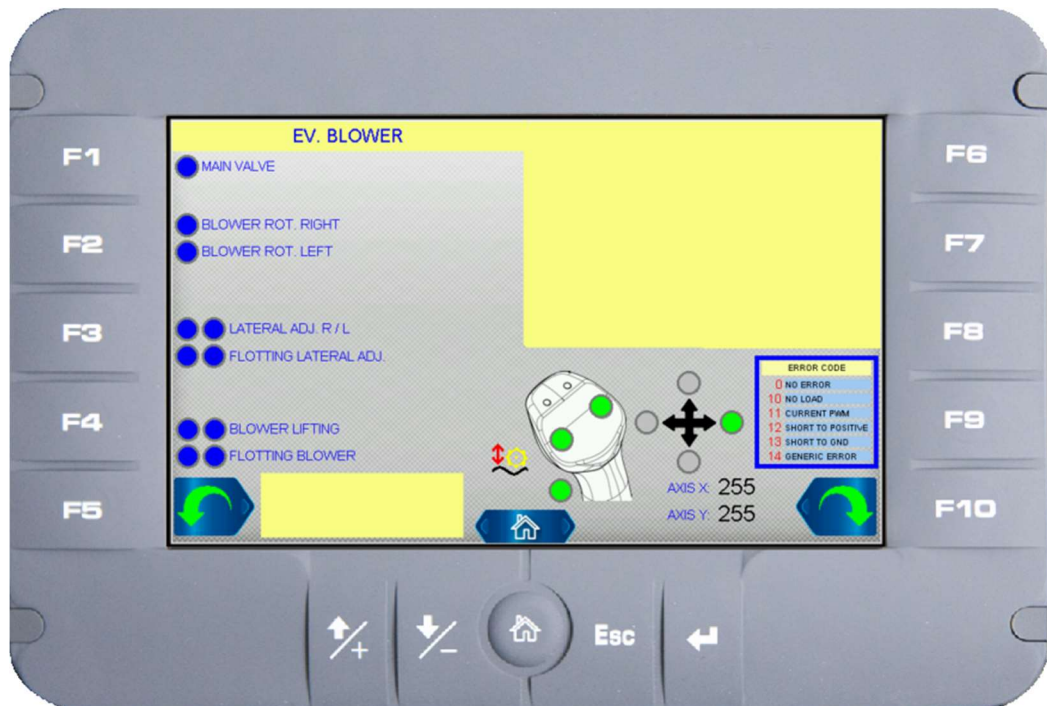 EV. BLOWER
MAIN VALVE
BLOWER ROT. RIGHT
BLOWER ROT. LEFT
LATERAL ADJ. R / L
FLOTTING LATERAL ADJ.
BLOWER LIFTING
FLOTTING BLOWER
ERROR CODE
0 NO ERROR
10 NO LOAD
11 CURRENT PWM
12 SHORT TO POSITIVE
13 SHORT TO GND
14 GENERIC ERROR
AXIS X: 255
AXIS Y: 255
F1
F2
F3
F4
F5
F6
F7
F8
F9
F10
/+
/-
Esc